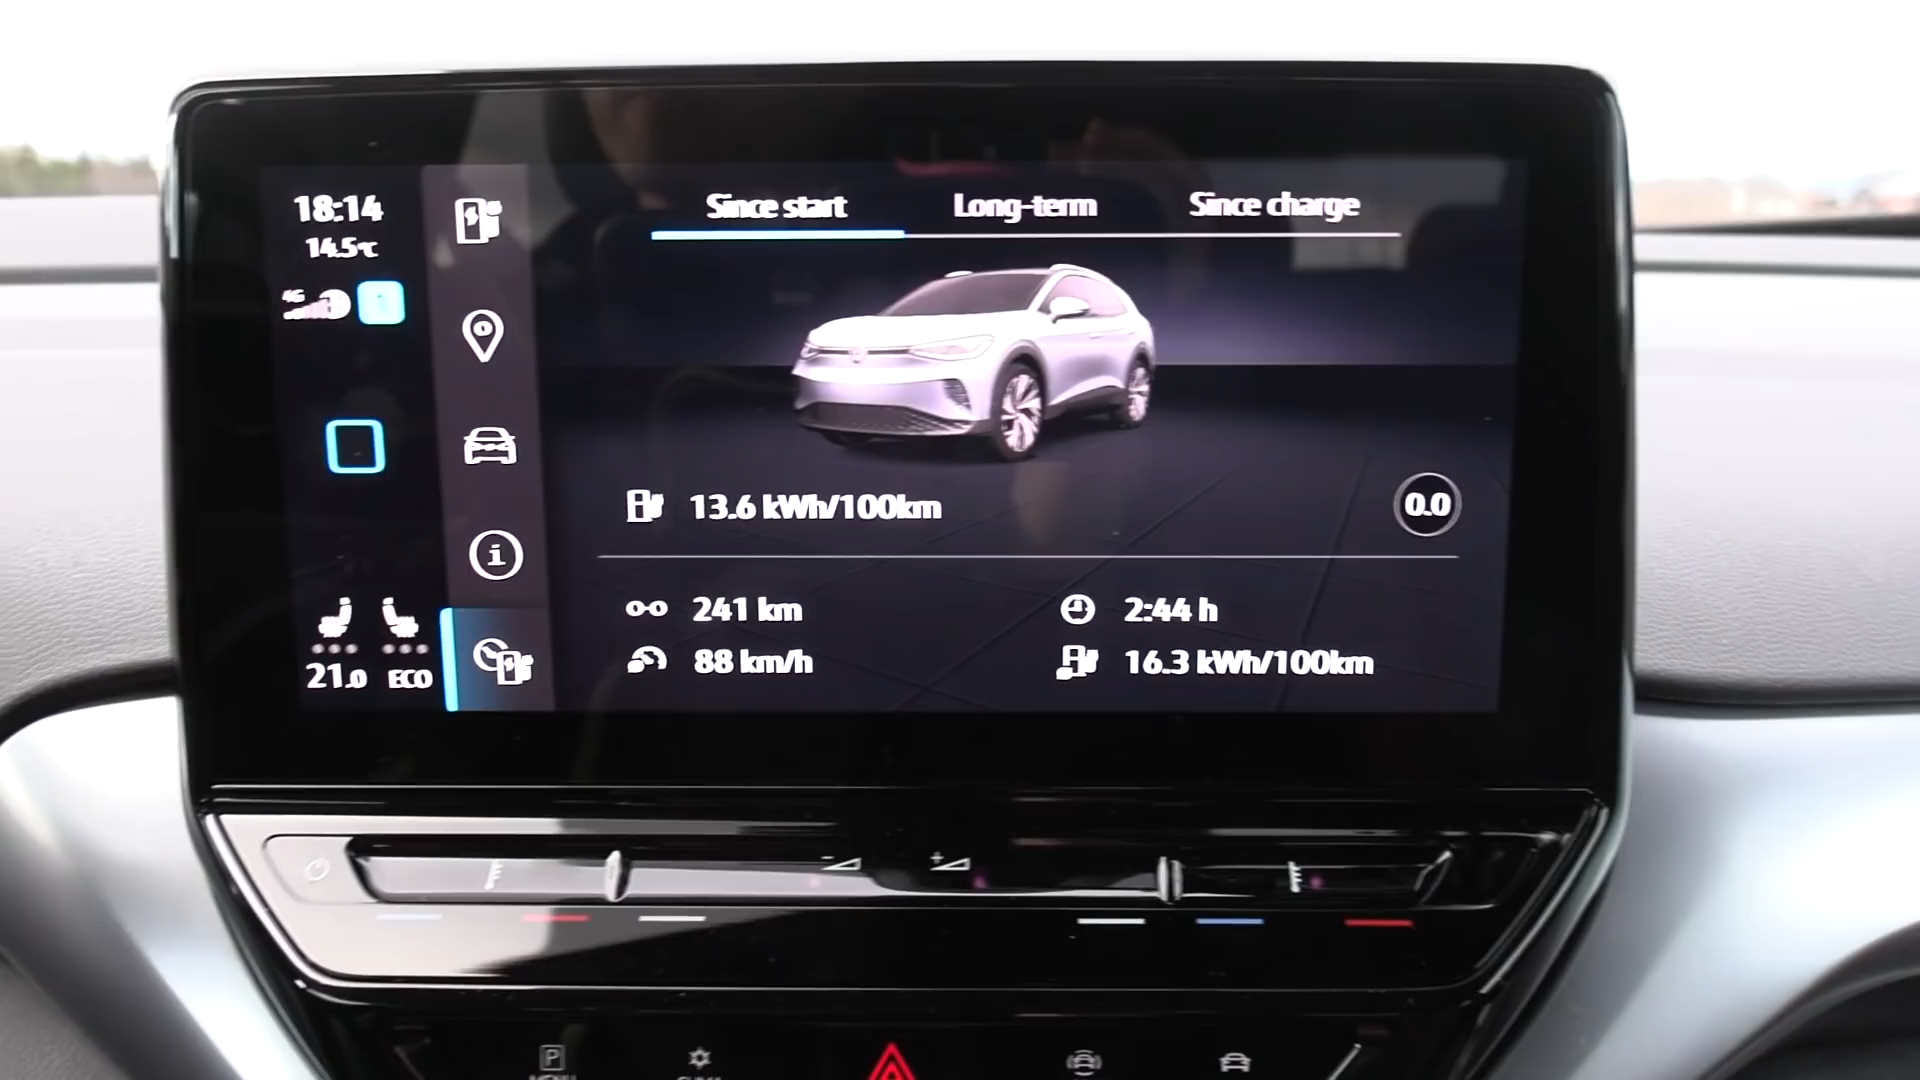 18:14
14.5°C
4G
Since start
Long-term
Since charge
13.6 kWh/100km
0.0
241 km
2:44 h
88 km/h
16.3 kWh/100km
21.0
ECO
P